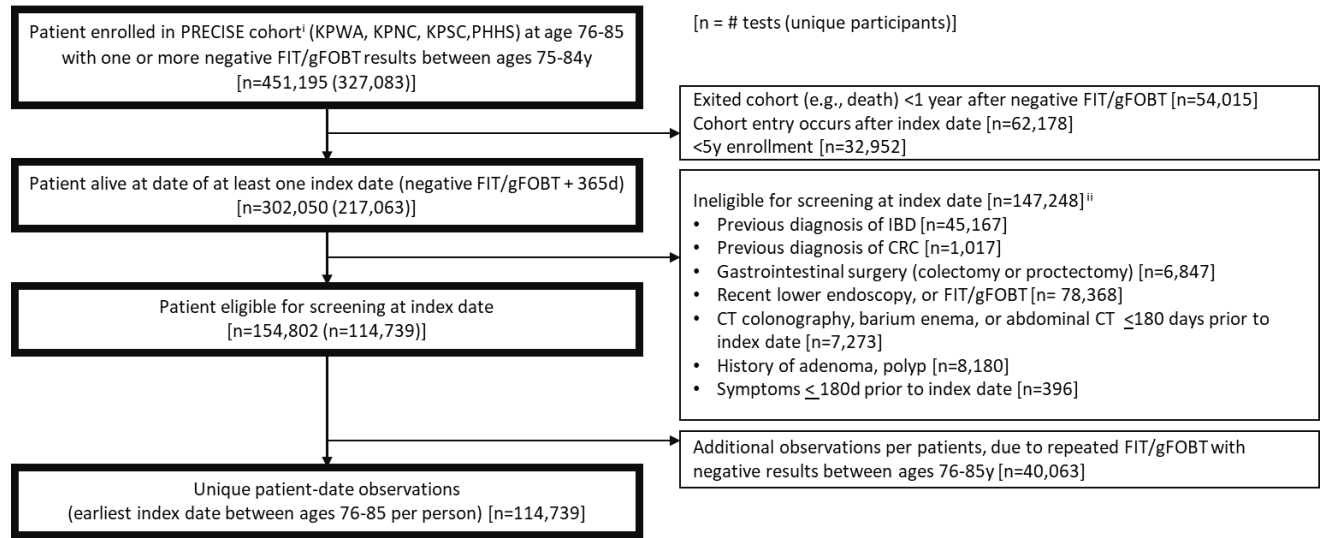 Patient enrolled in PRECISE cohortⁱ (KPWA, KPNC, KPSC,PHHS) at age 76-85
with one or more negative FIT/gFOBT results between ages 75-84y
[n=451,195 (327,083)]
[n = # tests (unique participants)]
Exited cohort (e.g., death) <1 year after negative FIT/gFOBT [n=54,015]
Cohort entry occurs after index date [n=62,178]
<5y enrollment [n=32,952]
Patient alive at date of at least one index date (negative FIT/gFOBT + 365d)
[n=302,050 (217,063)]
Ineligible for screening at index date [n=147,248]ⁱⁱ
• Previous diagnosis of IBD [n=45,167]
• Previous diagnosis of CRC [n=1,017]
• Gastrointestinal surgery (colectomy or proctectomy) [n=6,847]
• Recent lower endoscopy, or FIT/gFOBT [n= 78,368]
• CT colonography, barium enema, or abdominal CT ≤180 days prior to
index date [n=7,273]
• History of adenoma, polyp [n=8,180]
• Symptoms ≤ 180d prior to index date [n=396]
Patient eligible for screening at index date
[n=154,802 (n=114,739)]
Additional observations per patients, due to repeated FIT/gFOBT with
negative results between ages 76-85y [n=40,063]
Unique patient-date observations
(earliest index date between ages 76-85 per person) [n=114,739]